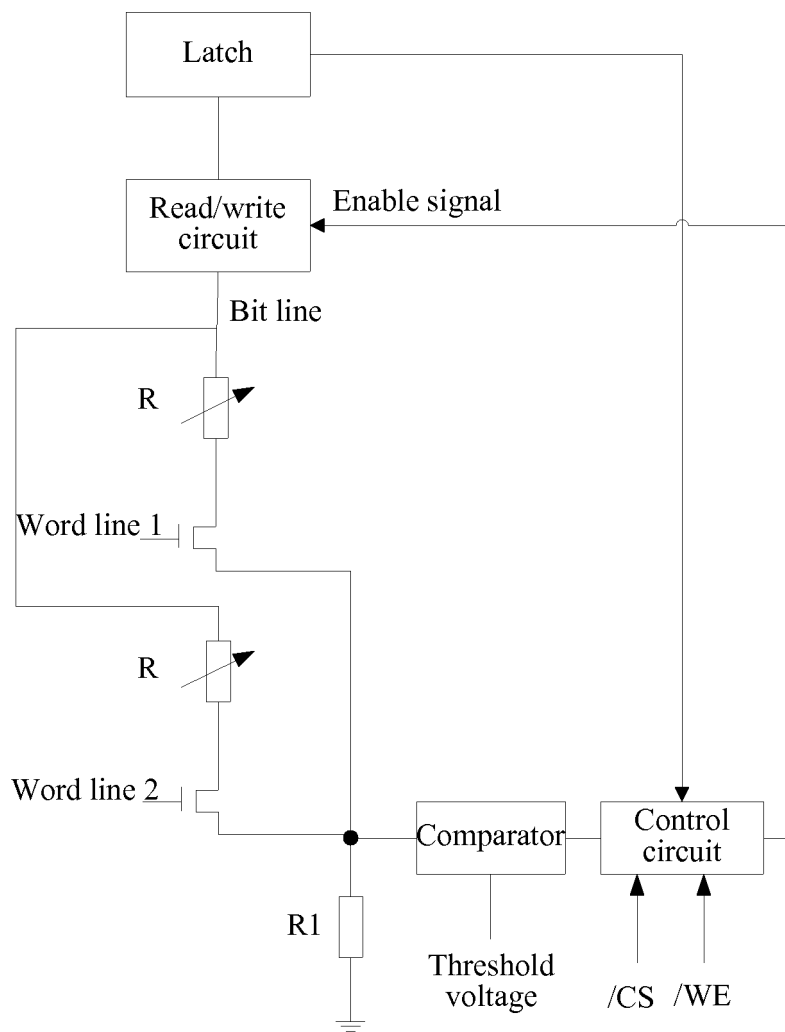 Latch
Read/write
circuit
Enable signal
Bit line
R
Word line 1
R
Word line 2
Comparator
Control
circuit
R1
Threshold
voltage
/CS
/WE